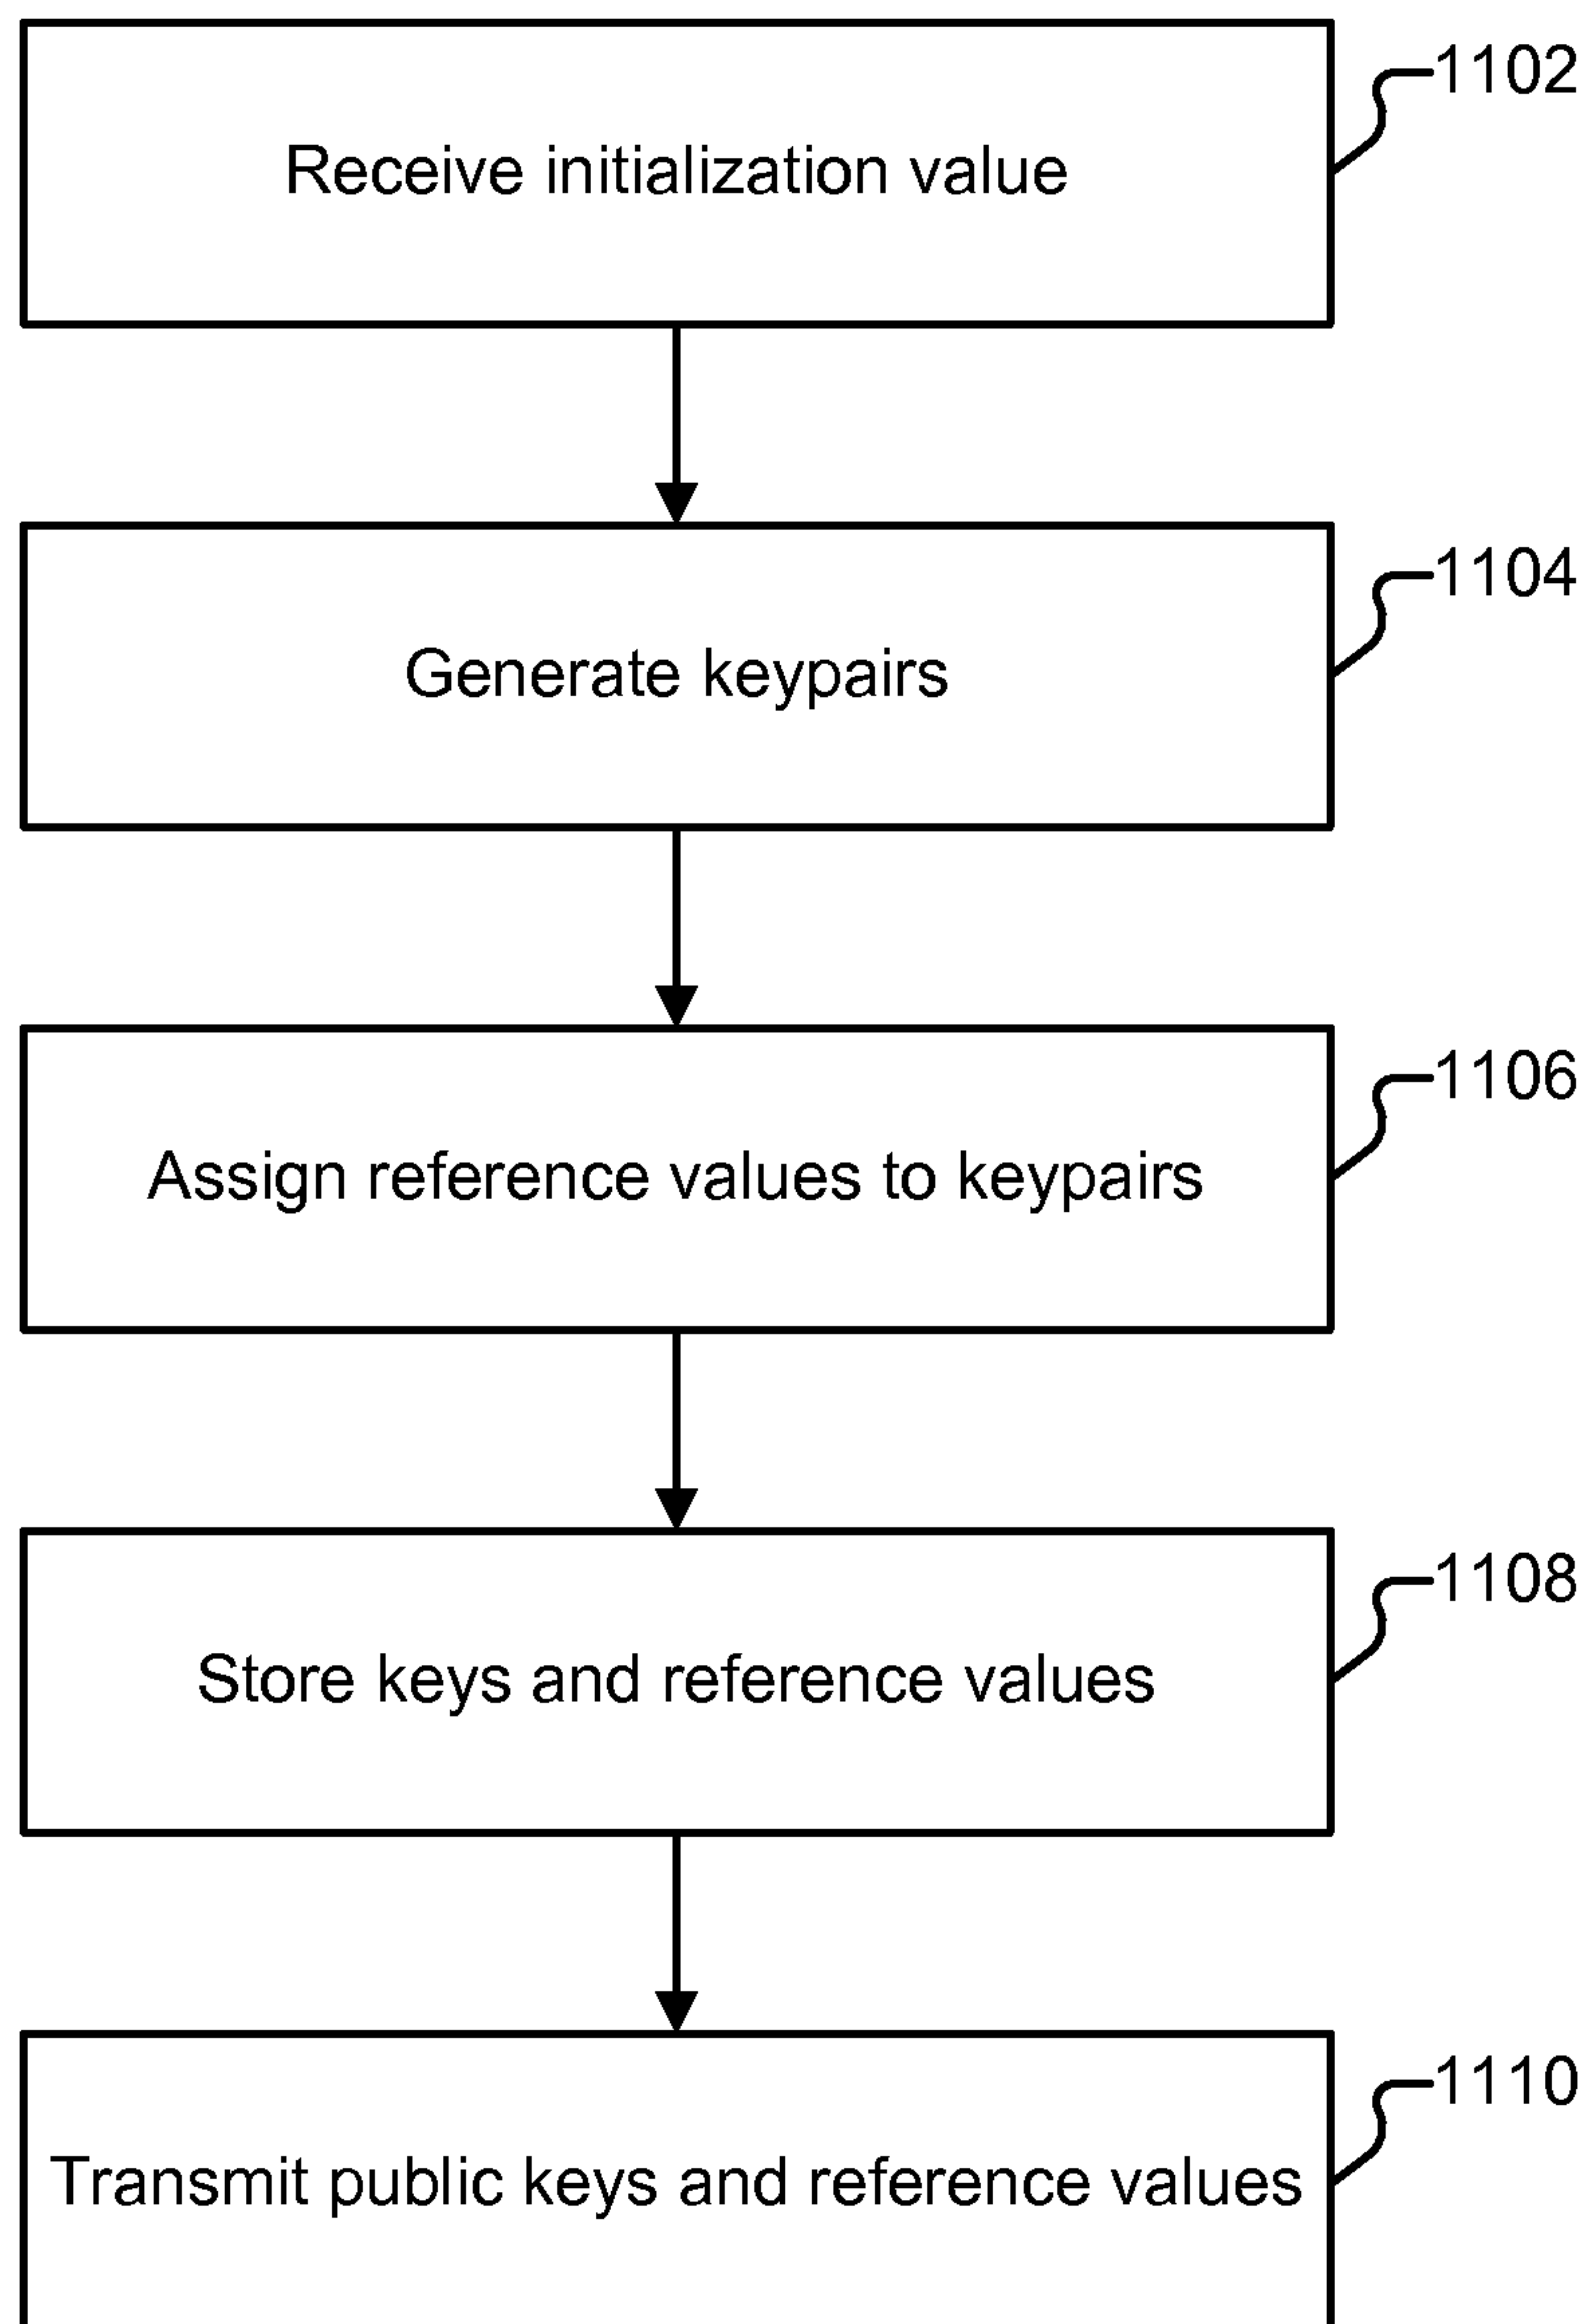 1102
Receive initialization value
1104
Generate keypairs
1106
Assign reference values to keypairs
1108
Store keys and reference values
1110
Transmit public keys and reference values